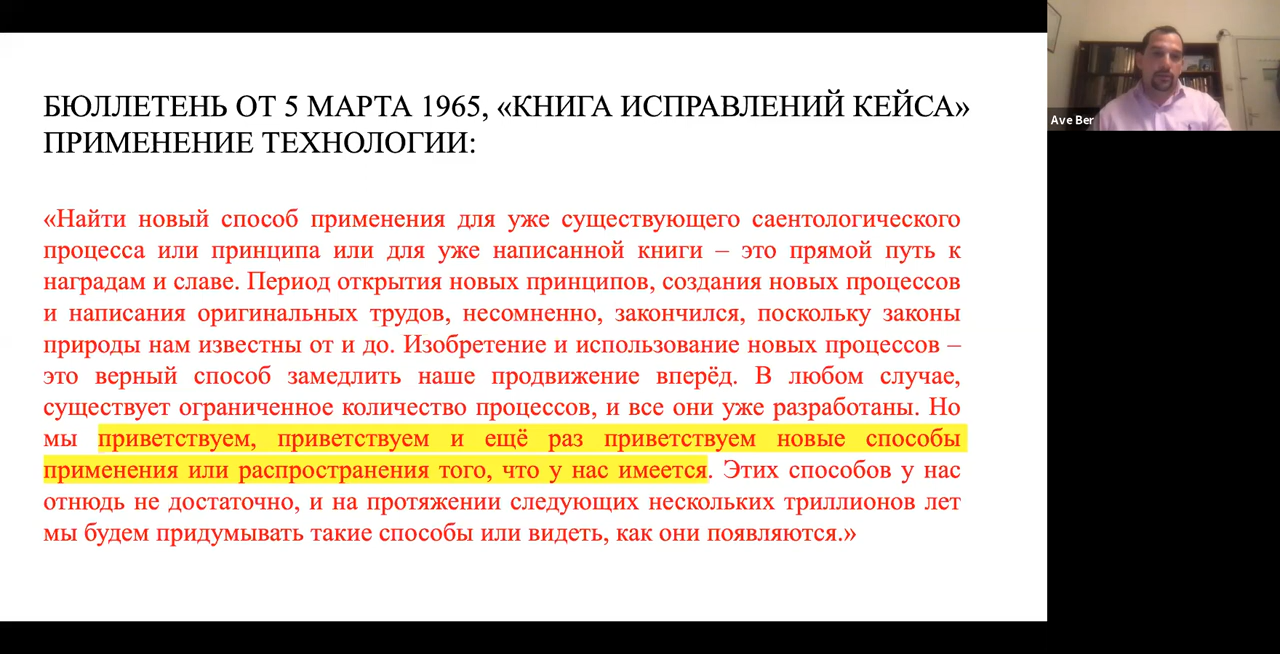 БЮЛЛЕТЕНЬ ОТ 5 МАРТА 1965, «КНИГА ИСПРАВЛЕНИЙ КЕЙСА»
ПРИМЕНЕНИЕ ТЕХНОЛОГИИ:
«Найти новый способ применения для уже существующего саентологического
процесса или принципа или для уже написанной книги – это прямой путь к
наградам и славе. Период открытия новых принципов, создания новых процессов
и написания оригинальных трудов, несомненно, закончился, поскольку законы
природы нам известны от и до. Изобретение и использование новых процессов –
это верный способ замедлить наше продвижение вперёд. В любом случае,
существует ограниченное количество процессов, и все они уже разработаны. Но
мы приветствуем, приветствуем и ещё раз приветствуем новые способы
применения или распространения того, что у нас имеется. Этих способов у нас
отнюдь не достаточно, и на протяжении следующих нескольких триллионов лет
мы будем придумывать такие способы или видеть, как они появляются.»
Ave Ber